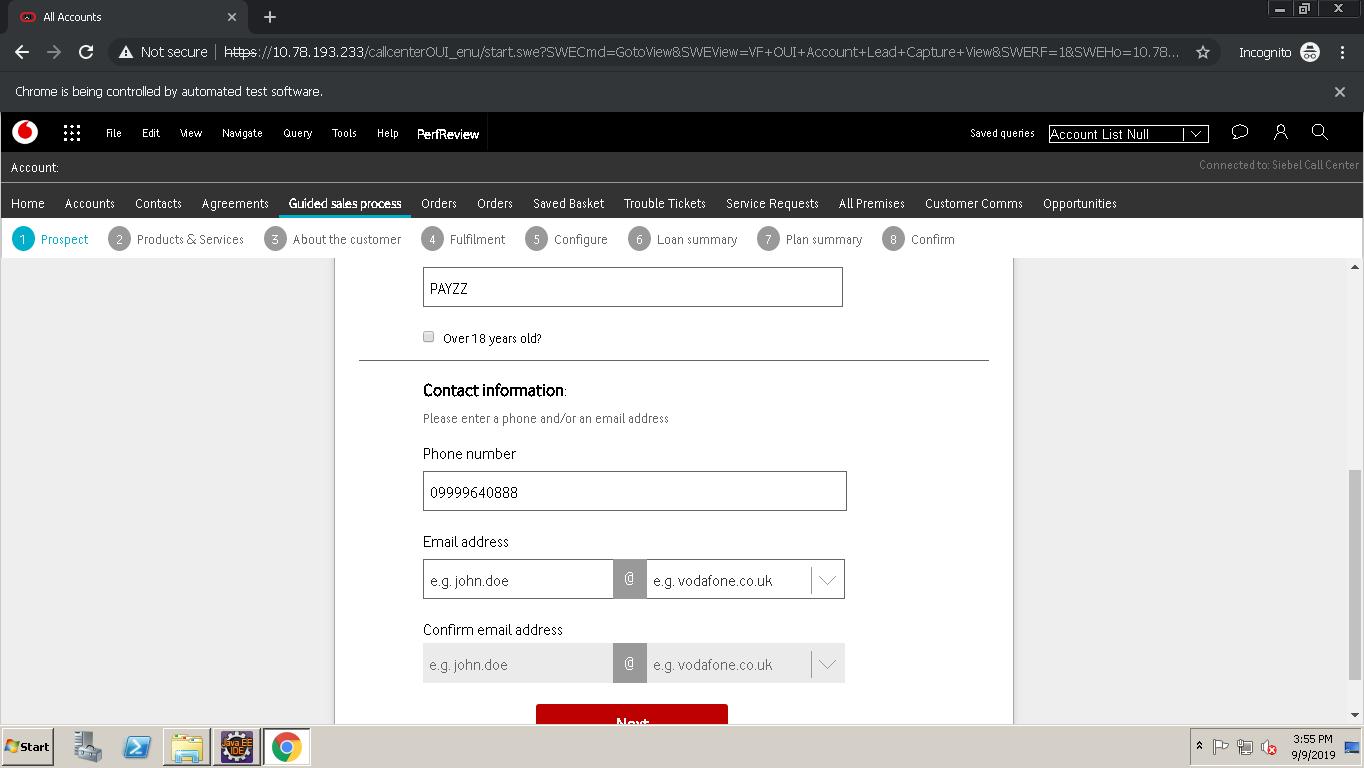 All Accounts
Not secure https://10.78.193.233/callcenterOUI_enu/start.swe?SWECmd=GotoView&SWEView=VF+OUI+Account+Lead+Capture+View&SWERF=1&SWEHo=10.78... Incognito
Chrome is being controlled by automated test software.
File Edit View Navigate Query Tools Help PerfReview Saved queries Account List Null
Account: Connected to: Siebel Call Center
Home Accounts Contacts Agreements Guided sales process Orders Orders Saved Basket Trouble Tickets Service Requests All Premises Customer Comms Opportunities
1 Prospect 2 Products & Services 3 About the customer 4 Fulfilment 5 Configure 6 Loan summary 7 Plan summary 8 Confirm
PAYZZ
Over 18 years old?
Contact information:
Please enter a phone and/or an email address
Phone number
09999640888
Email address
e.g. john.doe @ e.g. vodafone.co.uk
Confirm email address
e.g. john.doe @ e.g. vodafone.co.uk
Next
Start Java EE IDE 3:55 PM
9/9/2019